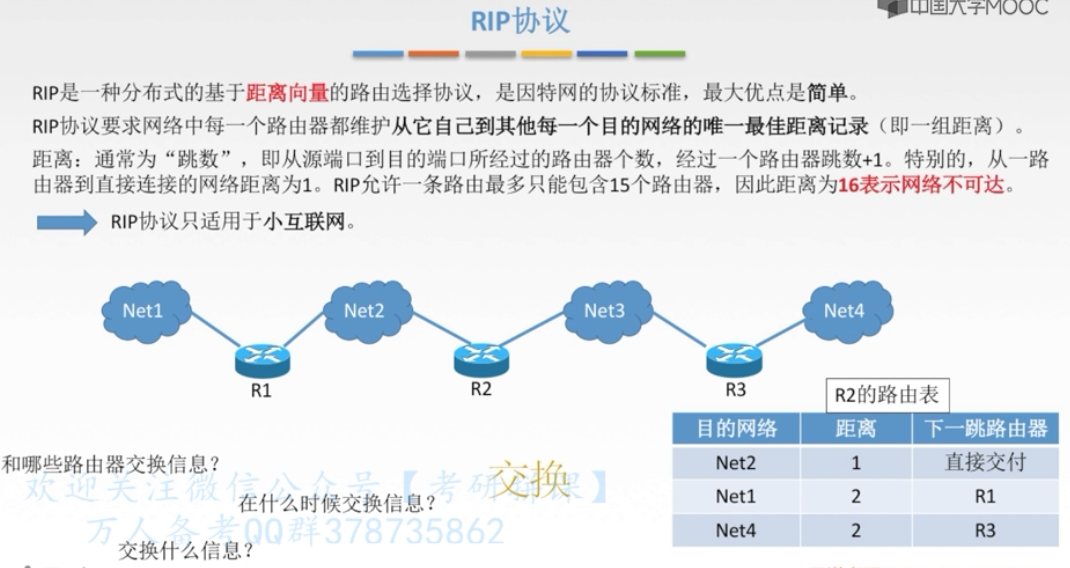 中国大学MOOC
RIP协议
RIP是一种分布式的基于距离向量的路由选择协议，是因特网的协议标准，最大优点是简单。
RIP协议要求网络中每一个路由器都维护从它自己到其他每一个目的网络的唯一最佳距离记录（即一组距离）。
距离：通常为“跳数”，即从源端口到目的端口所经过的路由器个数，经过一个路由器跳数+1。特别的，从一路
由器到直接连接的网络距离为1。RIP允许一条路由最多只能包含15个路由器，因此距离为16表示网络不可达。
RIP协议只适用于小互联网。
Net1 Net2 Net3 Net4
R1 R2 R3
R2的路由表
目的网络 距离 下一跳路由器
Net2 1 直接交付
Net1 2 R1
Net4 2 R3
和哪些路由器交换信息？
交换
欢迎关注微信公众号【考研 课】
在什么时候交换信息？
万人备考QQ群378735862
交换什么信息？